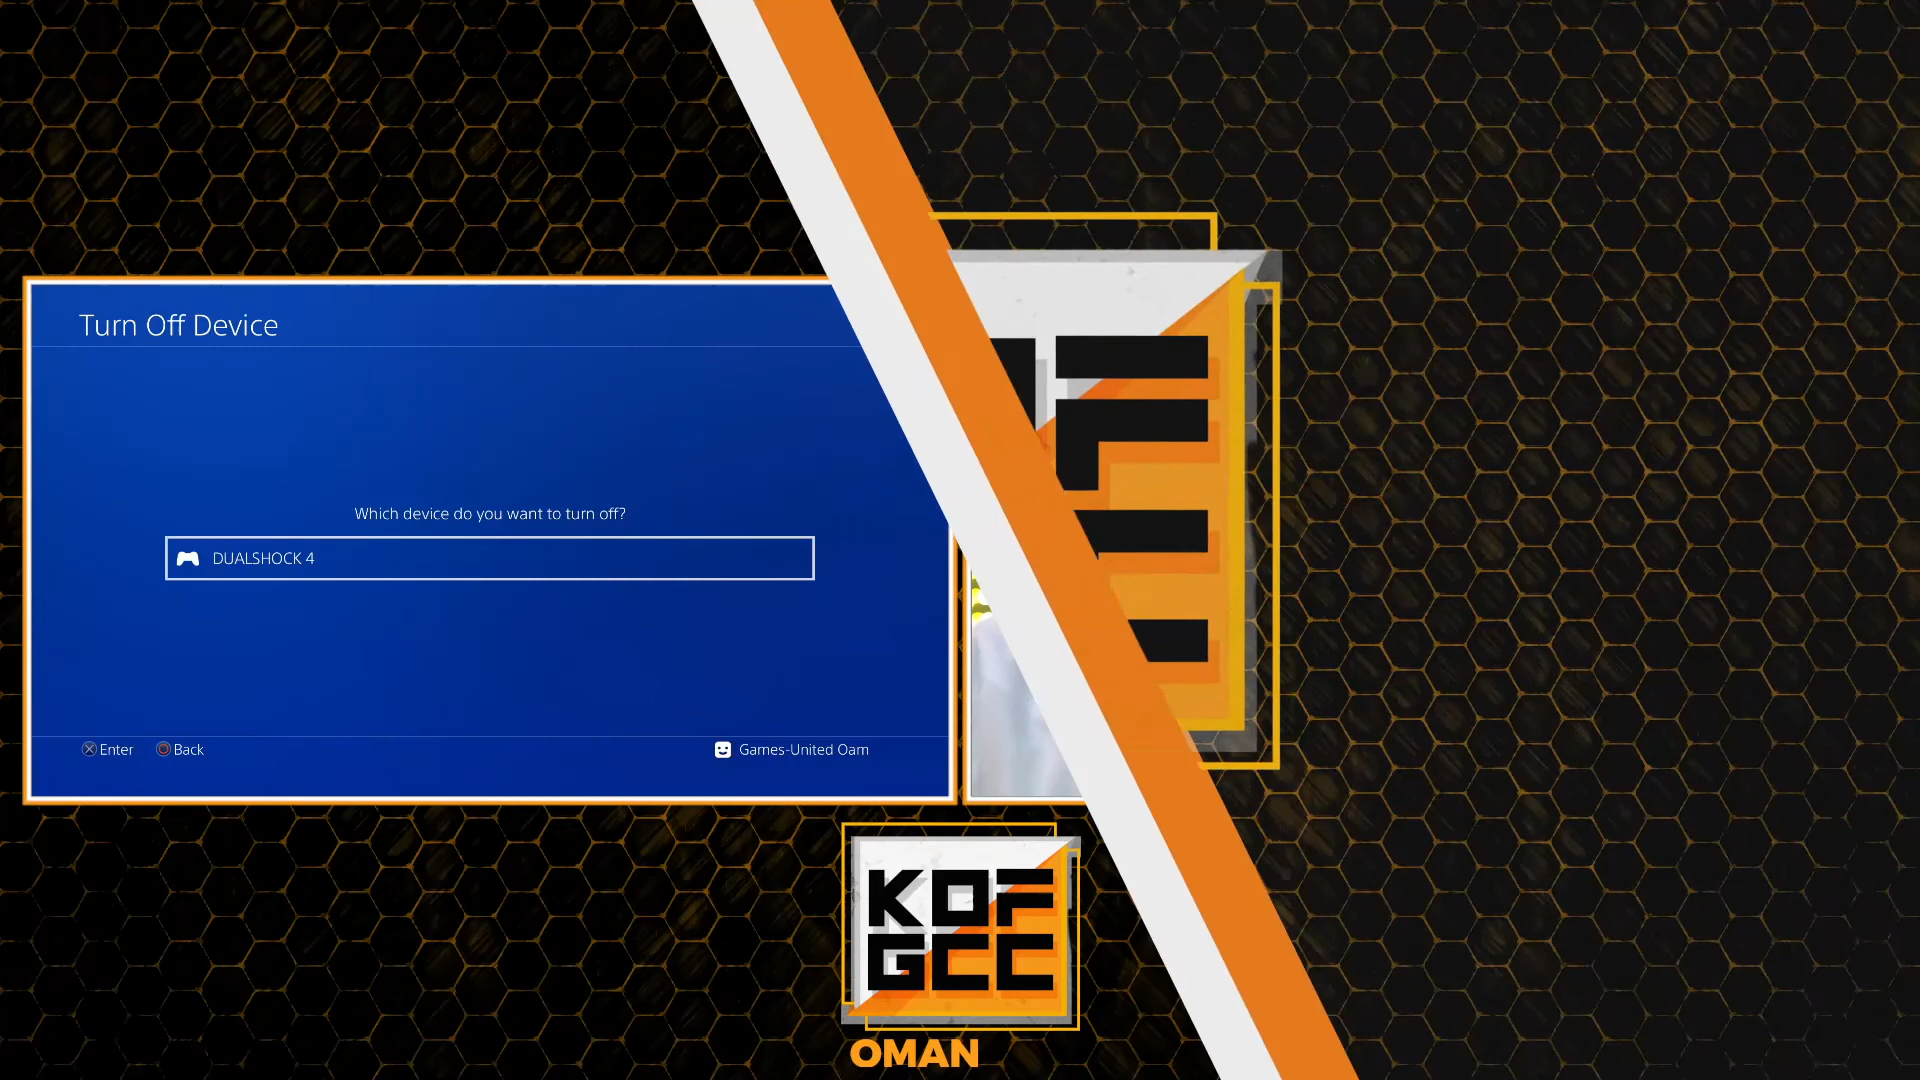 Turn Off Device
Which device do you want to turn off?
DUALSHOCK 4
Enter
Back
Games-United Oam
KOF
GCC
OMAN